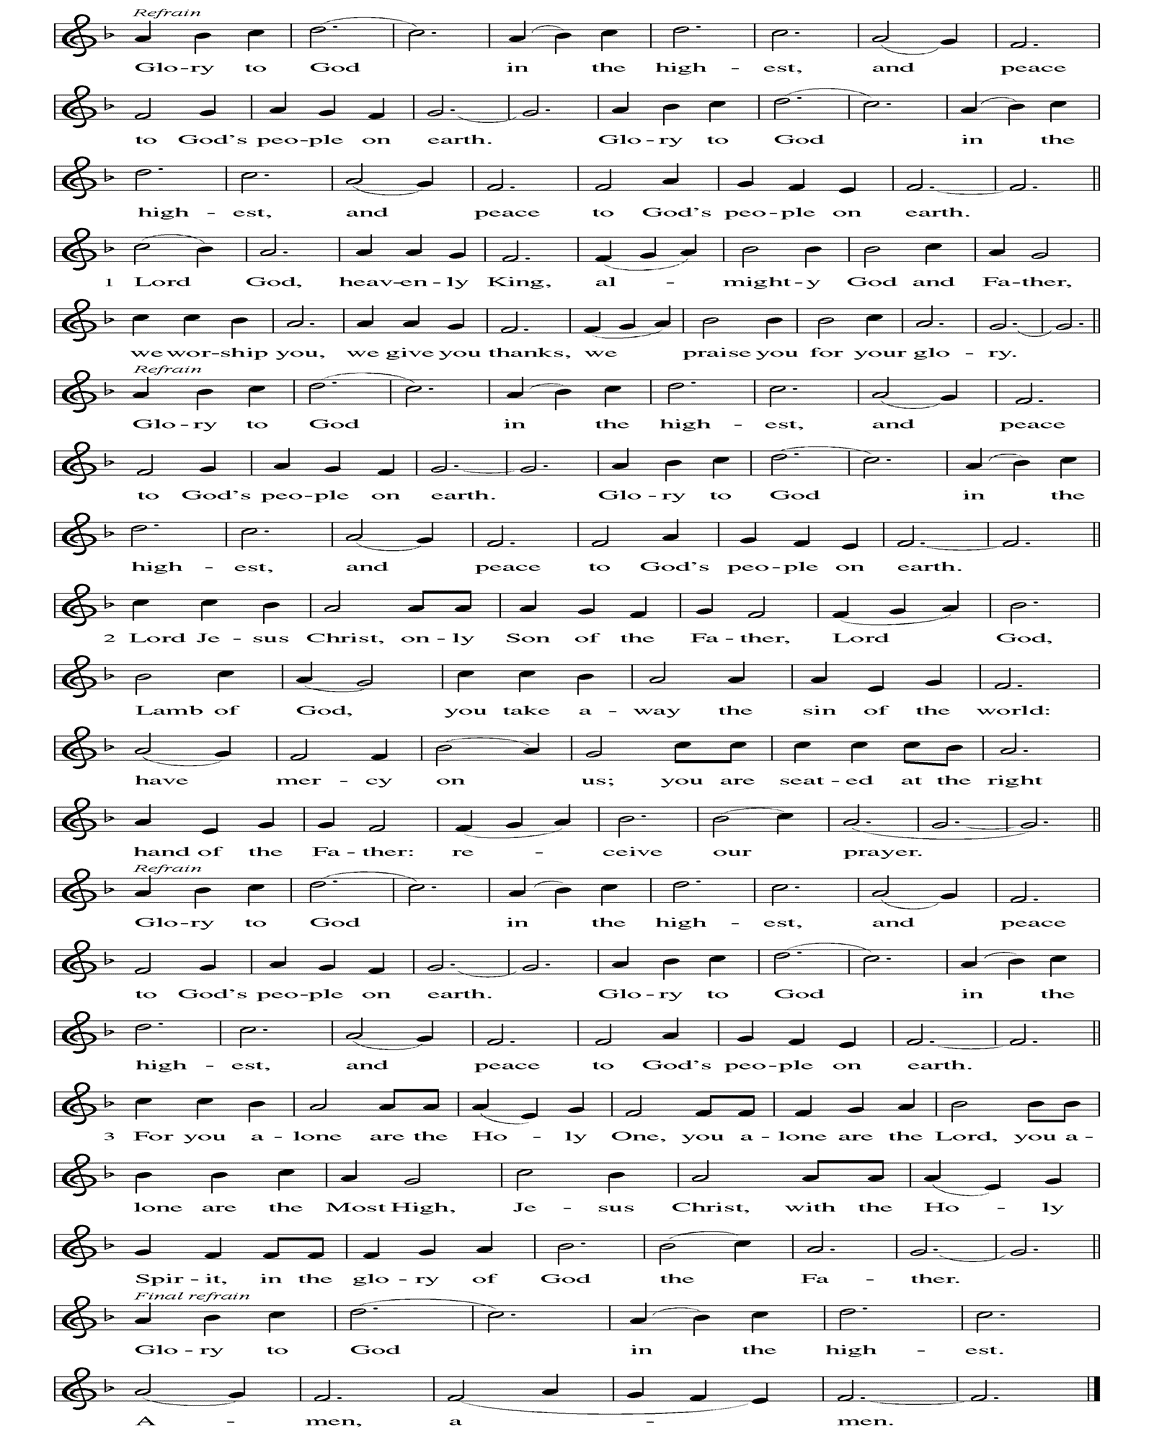 Refrain
Glo-ry to God in the high - est, and peace
to God's peo-ple on earth. Glo-ry to God in the
high - est, and peace to God's peo-ple on earth.
1 Lord God, heav-en-ly King, al - might-y God and Fa-ther,
we wor-ship you, we give you thanks, we praise you for your glo - ry.
Refrain
Glo-ry to God in the high - est, and peace
to God's peo-ple on earth. Glo-ry to God in the
high - est, and peace to God's peo-ple on earth.
2 Lord Je - sus Christ, on-ly Son of the Fa-ther, Lord God,
Lamb of God, you take a - way the sin of the world:
have mer - cy on us; you are seat-ed at the right
hand of the Fa-ther: re - ceive our prayer.
Refrain
Glo-ry to God in the high - est, and peace
to God's peo-ple on earth. Glo-ry to God in the
high - est, and peace to God's peo-ple on earth.
3 For you a-lone are the Ho - ly One, you a-lone are the Lord, you a-
lone are the Most High, Je - sus Christ, with the Ho - ly
Spir-it, in the glo-ry of God the Fa - ther.
Final refrain
Glo-ry to God in the high - est.
A - men, a - men.